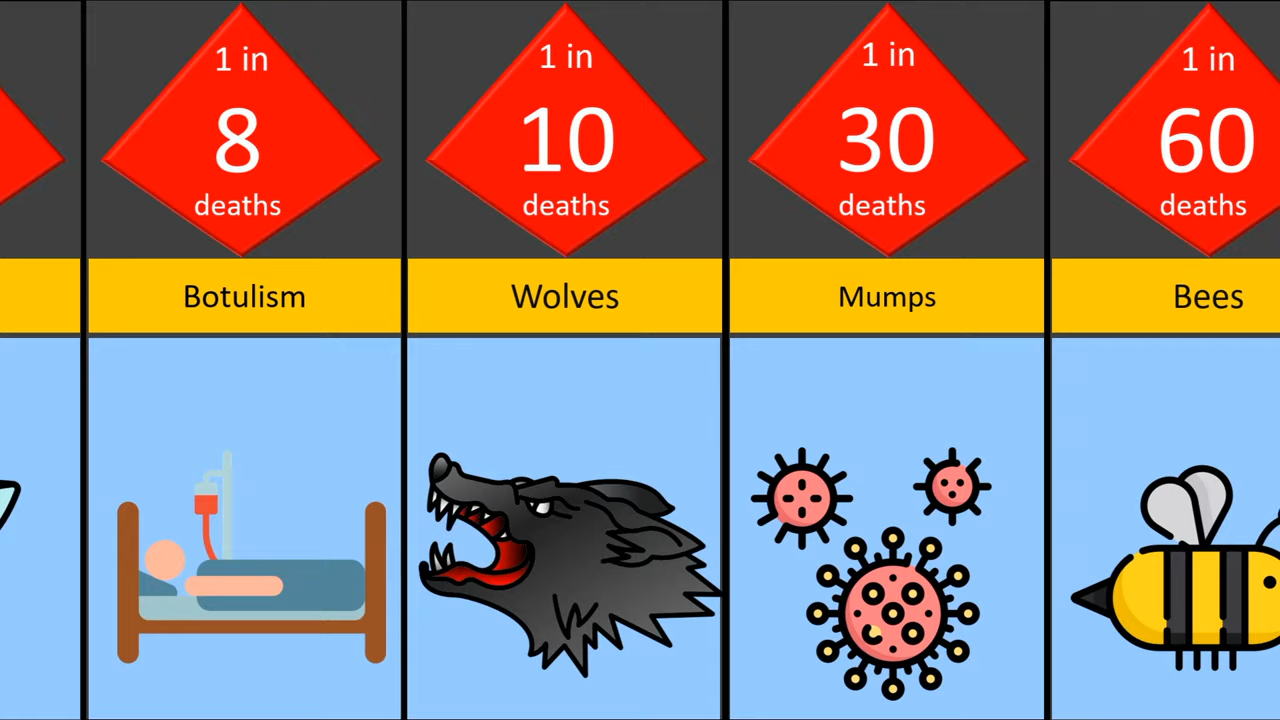 1 in
8
deaths
Botulism
1 in
10
deaths
Wolves
1 in
30
deaths
Mumps
1 in
60
deaths
Bees